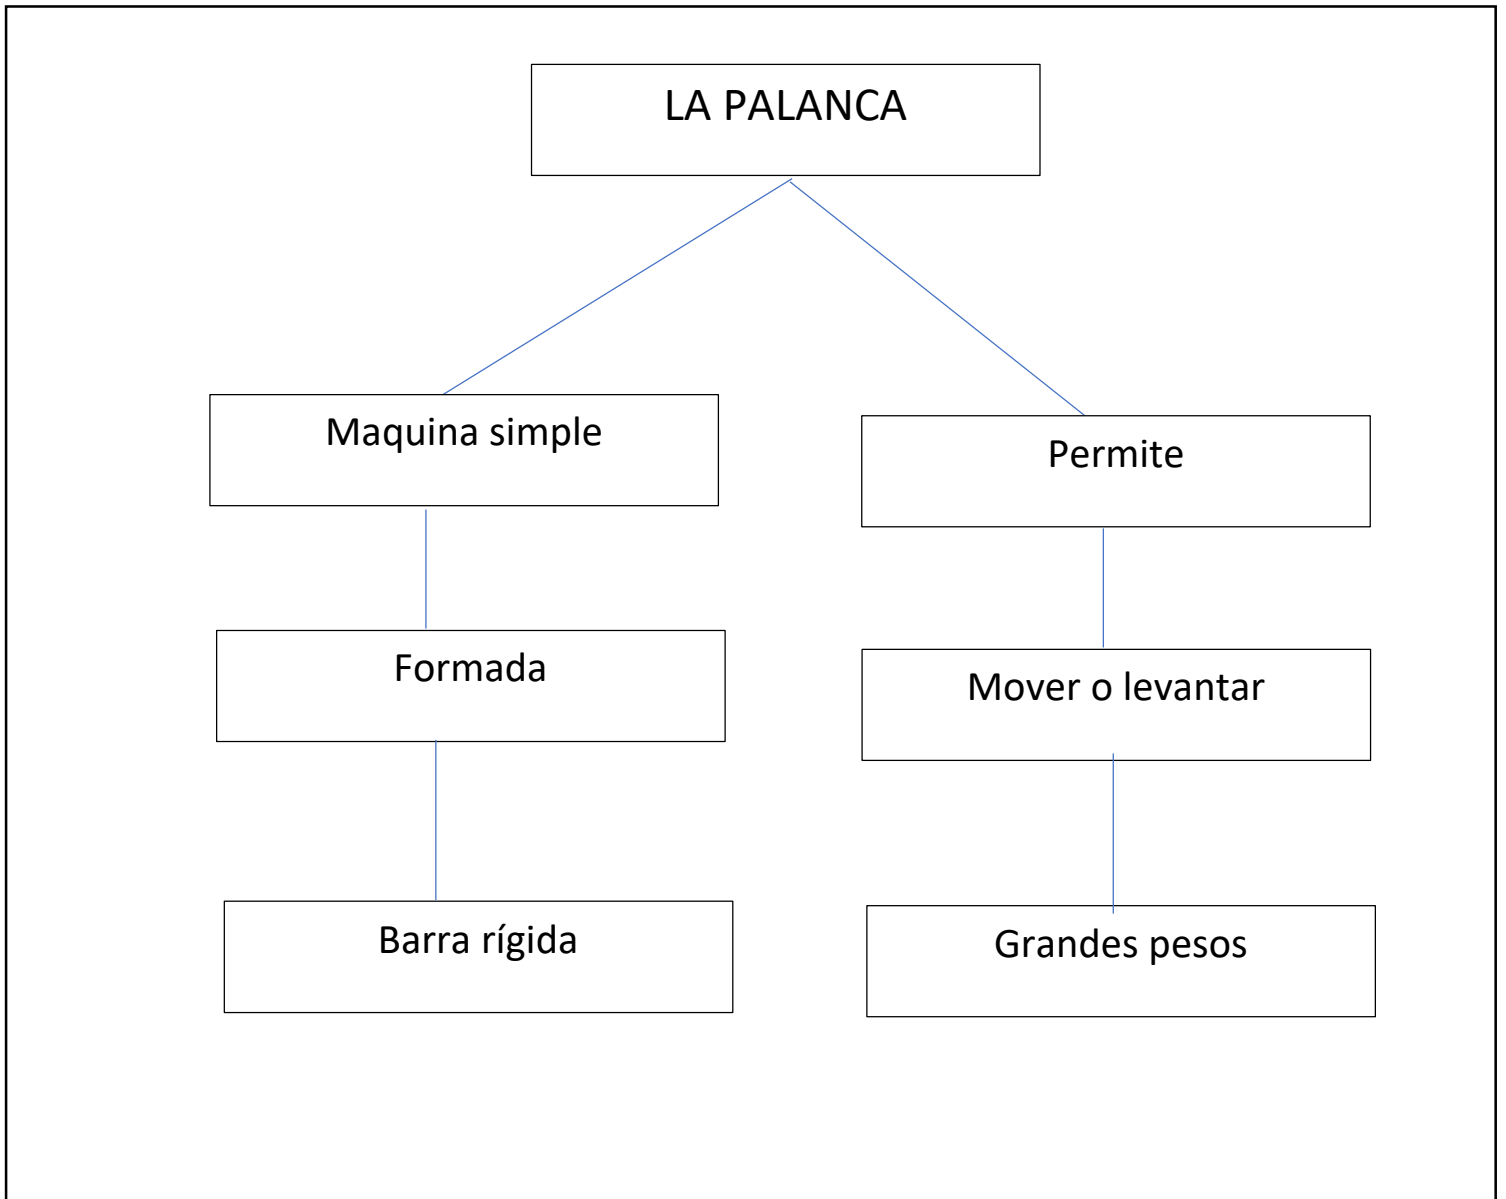 LA PALANCA
Maquina simple
Permite
Formada
Mover o levantar
Barra rígida
Grandes pesos